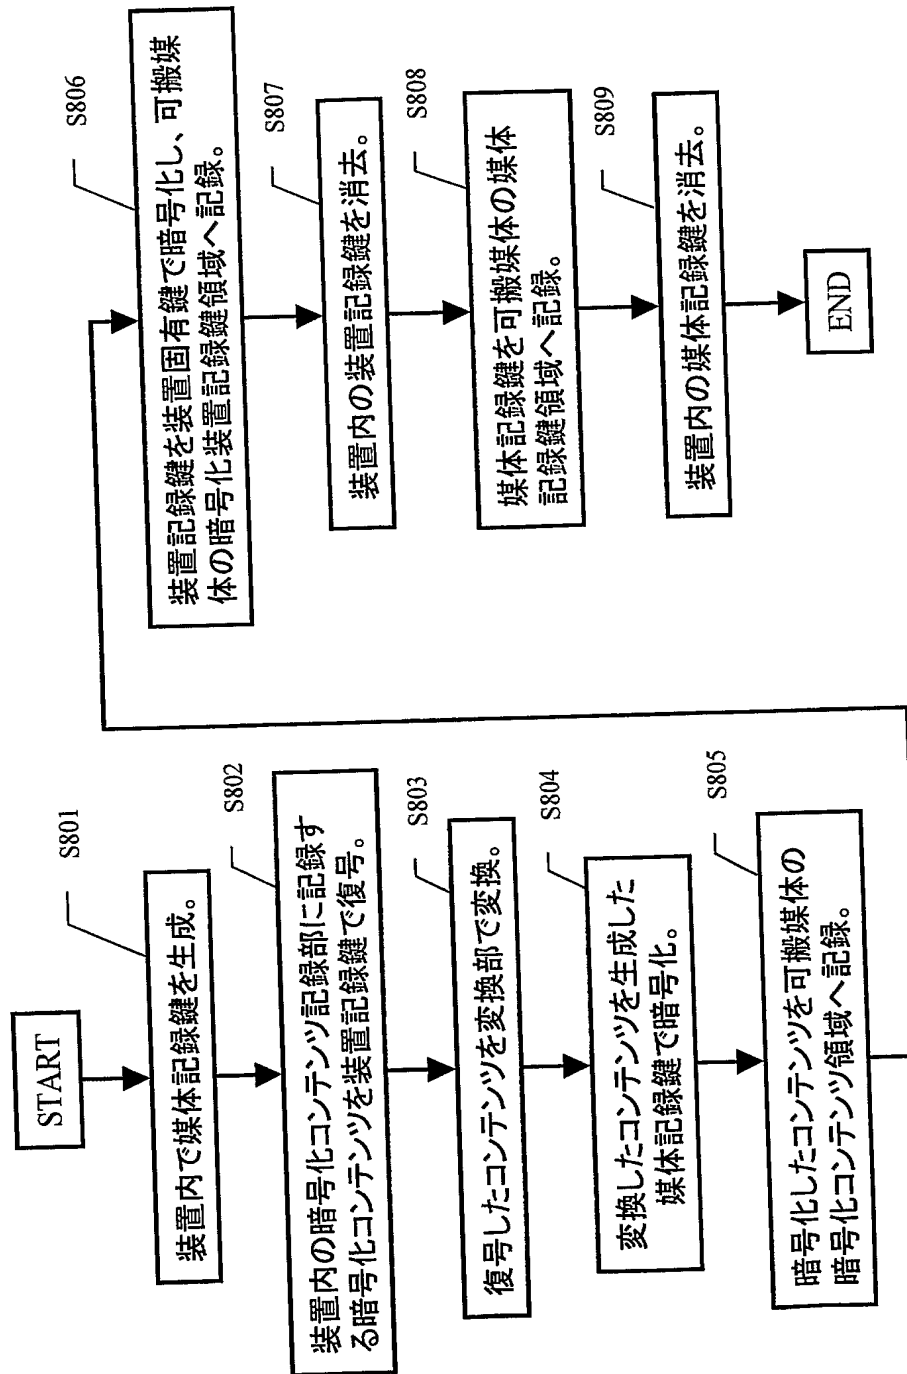 START
S801
装置内で媒体記録鍵を生成。
S802
装置内の暗号化コンテンツ記録部に記録す
る暗号化コンテンツを装置記録鍵で復号。
S803
復号したコンテンツを変換部で変換。
S804
変換したコンテンツを生成した
媒体記録鍵で暗号化。
S805
暗号化したコンテンツを可搬媒体の
暗号化コンテンツ領域へ記録。
S806
装置記録鍵を装置固有鍵で暗号化し、可搬媒
体の暗号化装置記録鍵領域へ記録。
S807
装置内の装置記録鍵を消去。
S808
媒体記録鍵を可搬媒体の媒体
記録鍵領域へ記録。
S809
装置内の媒体記録鍵を消去。
END